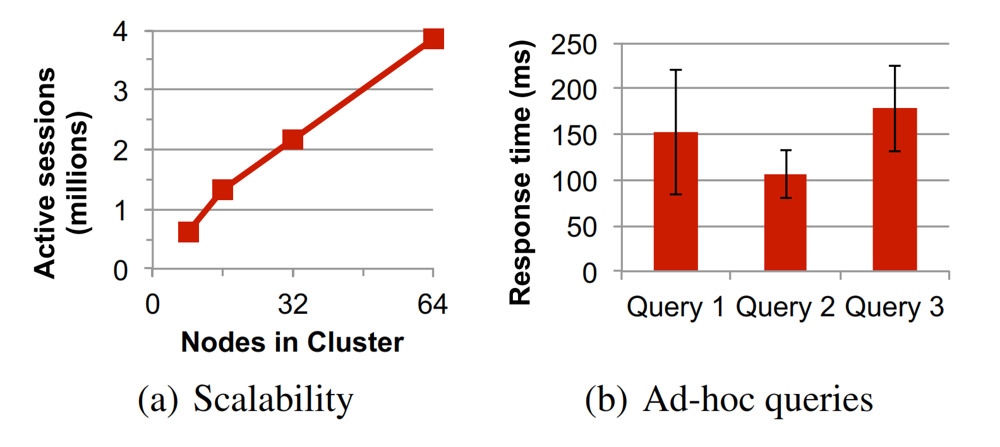 Active sessions
(millions)
4
3
2
1
0
0 32 64
Nodes in Cluster
(a) Scalability
Response time (ms)
250
200
150
100
50
0
Query 1 Query 2 Query 3
(b) Ad-hoc queries